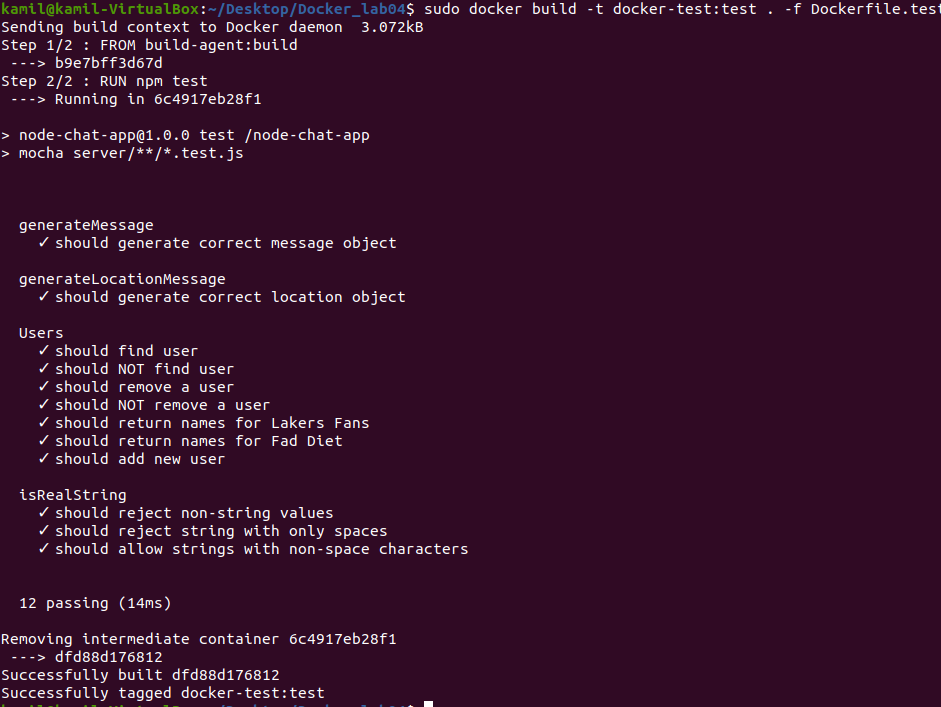 kamil@kamil-VirtualBox:~/Desktop/Docker_lab04$ sudo docker build -t docker-test:test . -f Dockerfile.test
Sending build context to Docker daemon  3.072kB
Step 1/2 : FROM build-agent:build
 ---> b9e7bff3d67d
Step 2/2 : RUN npm test
 ---> Running in 6c4917eb28f1
> node-chat-app@1.0.0 test /node-chat-app
> mocha server/**/*.test.js
  generateMessage
    ✓ should generate correct message object
  generateLocationMessage
    ✓ should generate correct location object
  Users
    ✓ should find user
    ✓ should NOT find user
    ✓ should remove a user
    ✓ should NOT remove a user
    ✓ should return names for Lakers Fans
    ✓ should return names for Fad Diet
    ✓ should add new user
  isRealString
    ✓ should reject non-string values
    ✓ should reject string with only spaces
    ✓ should allow strings with non-space characters
  12 passing (14ms)
Removing intermediate container 6c4917eb28f1
 ---> dfd88d176812
Successfully built dfd88d176812
Successfully tagged docker-test:test
kamil@kamil-VirtualBox:~/Desktop/Docker_lab04$